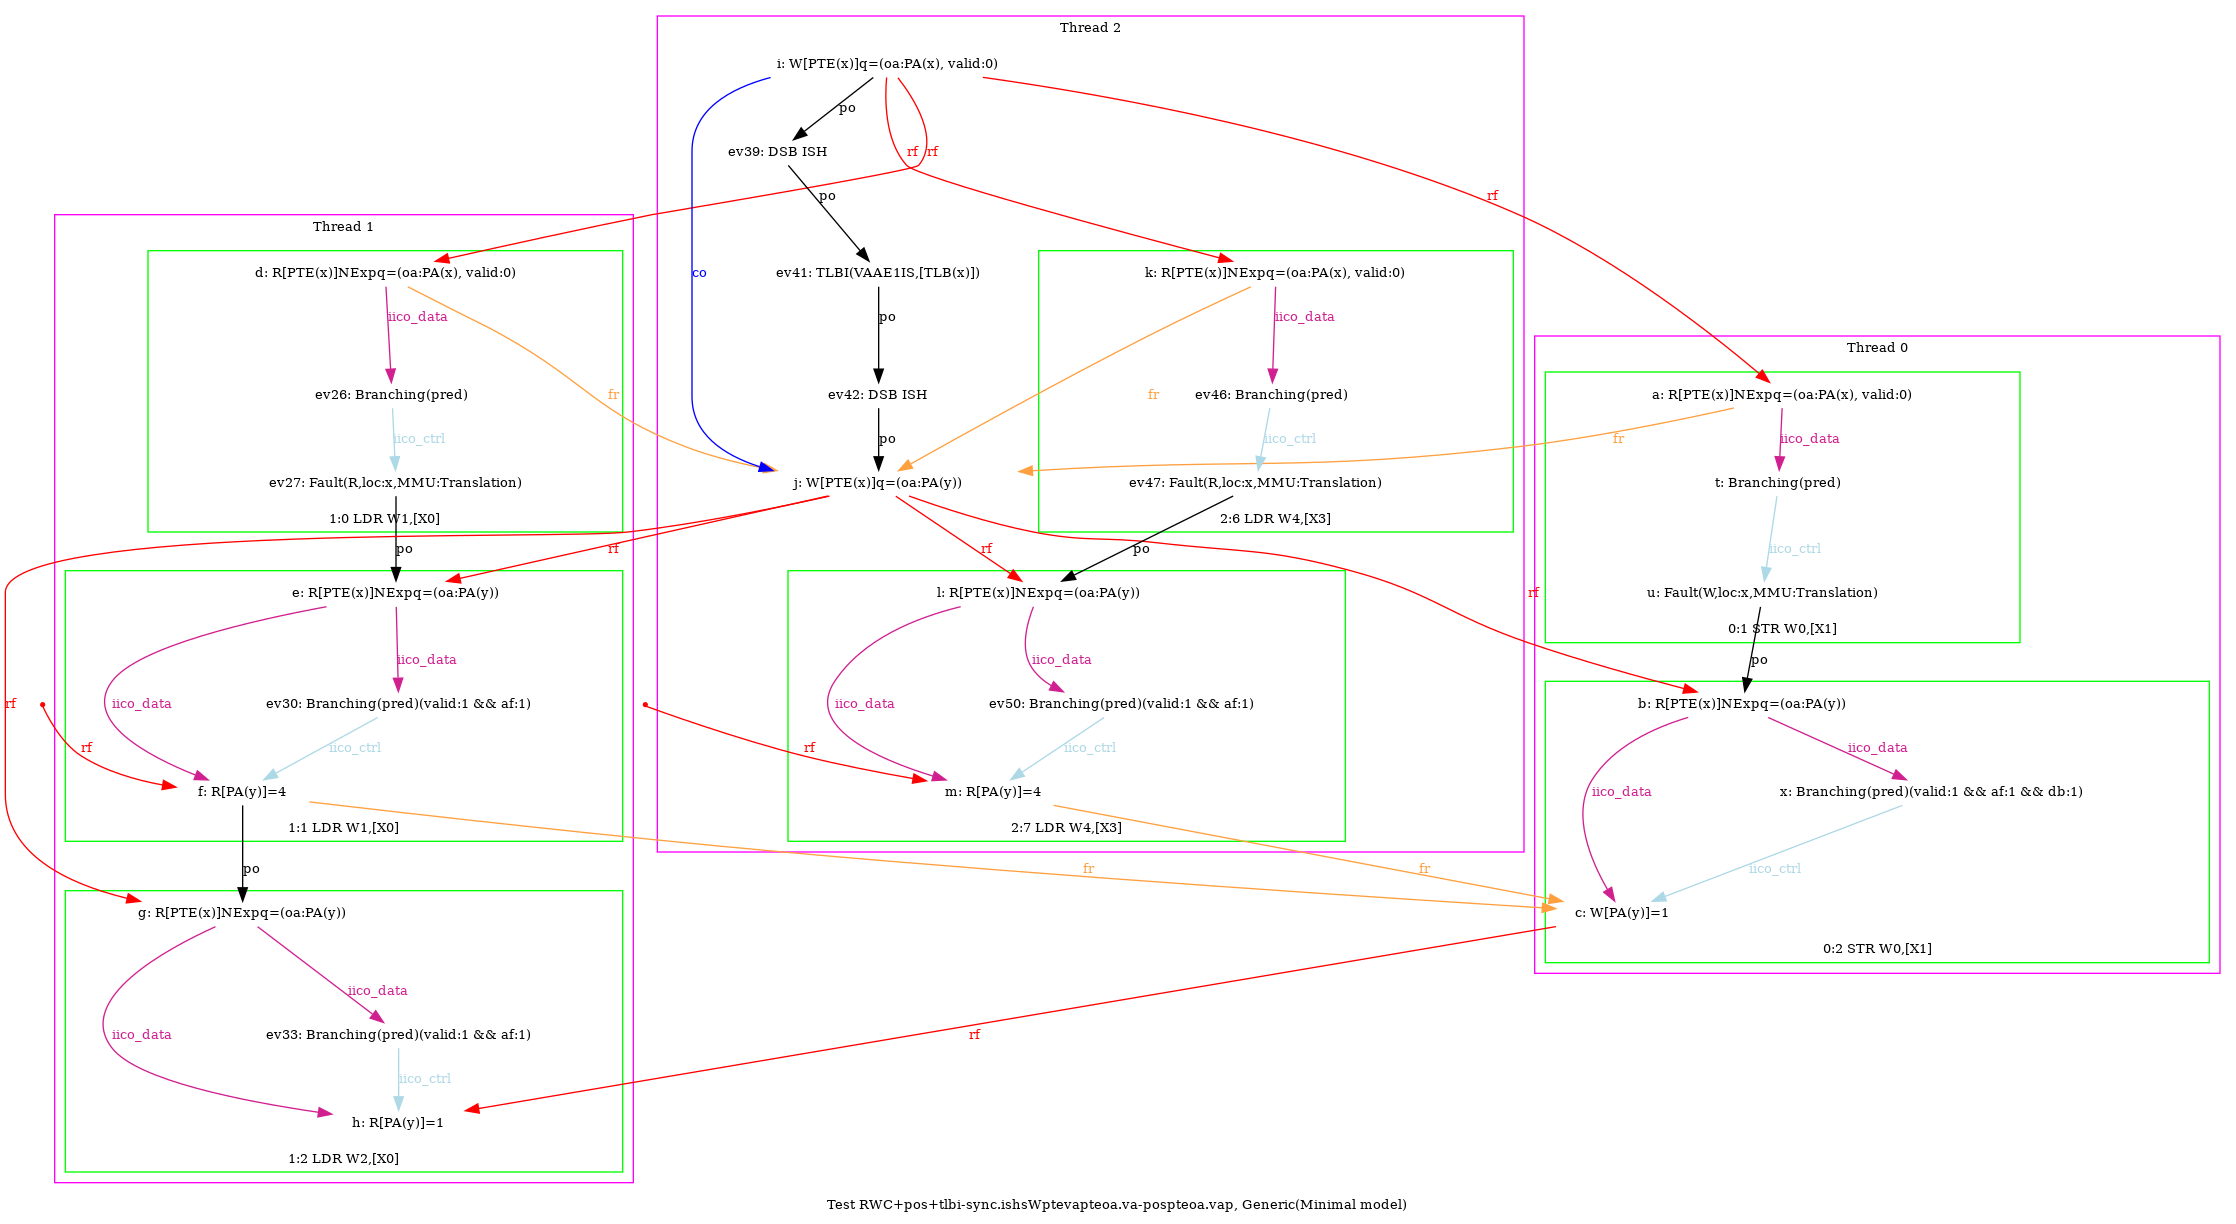 Thread 2
i: W[PTE(x)]q=(oa:PA(x), valid:0)
po
rf
rf
ev39: DSB ISH
po
rf
co
ev41: TLBI(VAAE1IS,[TLB(x)])
po
ev42: DSB ISH
po
j: W[PTE(x)]q=(oa:PA(y))
k: R[PTE(x)]NExpq=(oa:PA(x), valid:0)
iico_data
fr
ev46: Branching(pred)
iico_ctrl
ev47: Fault(R,loc:x,MMU:Translation)
2:6 LDR W4,[X3]
rf
po
l: R[PTE(x)]NExpq=(oa:PA(y))
iico_data
iico_data
ev50: Branching(pred)(valid:1 && af:1)
rf
iico_ctrl
m: R[PA(y)]=4
2:7 LDR W4,[X3]
fr
Thread 1
d: R[PTE(x)]NExpq=(oa:PA(x), valid:0)
iico_data
fr
ev26: Branching(pred)
iico_ctrl
ev27: Fault(R,loc:x,MMU:Translation)
1:0 LDR W1,[X0]
po
rf
e: R[PTE(x)]NExpq=(oa:PA(y))
iico_data
rf
iico_data
ev30: Branching(pred)(valid:1 && af:1)
rf
iico_ctrl
f: R[PA(y)]=4
1:1 LDR W1,[X0]
po
fr
g: R[PTE(x)]NExpq=(oa:PA(y))
iico_data
iico_data
ev33: Branching(pred)(valid:1 && af:1)
rf
iico_ctrl
h: R[PA(y)]=1
1:2 LDR W2,[X0]
Thread 0
a: R[PTE(x)]NExpq=(oa:PA(x), valid:0)
fr
iico_data
t: Branching(pred)
iico_ctrl
u: Fault(W,loc:x,MMU:Translation)
rf
0:1 STR W0,[X1]
po
b: R[PTE(x)]NExpq=(oa:PA(y))
iico_data
iico_data
x: Branching(pred)(valid:1 && af:1 && db:1)
iico_ctrl
c: W[PA(y)]=1
0:2 STR W0,[X1]
Test RWC+pos+tlbi-sync.ishsWptevapteoa.va-pospteoa.vap, Generic(Minimal model)